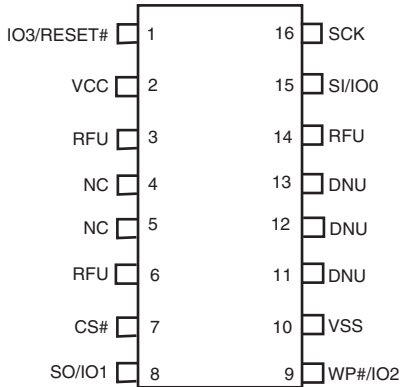 IO3/RESET# 1 16 SCK
VCC 2 15 SI/IO0
RFU 3 14 RFU
NC 4 13 DNU
NC 5 12 DNU
RFU 6 11 DNU
CS# 7 10 VSS
SO/IO1 8 9 WP#/IO2